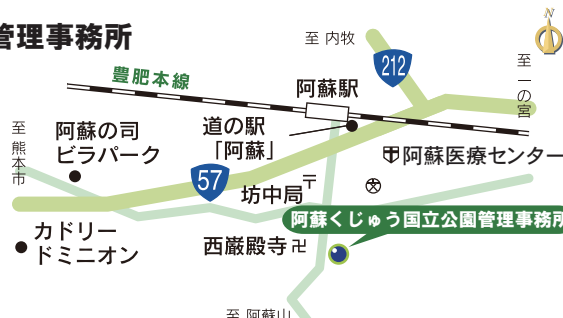 管理事務所
N
至 内牧
212
豊肥本線
至 一の宮
阿蘇駅
至 熊本市
阿蘇の司
ビラパーク
道の駅
「阿蘇」
阿蘇医療センター
57
坊中局
阿蘇くじゅう国立公園管理事務所
カドリー
ドミニオン
西巌殿寺
至 阿蘇山